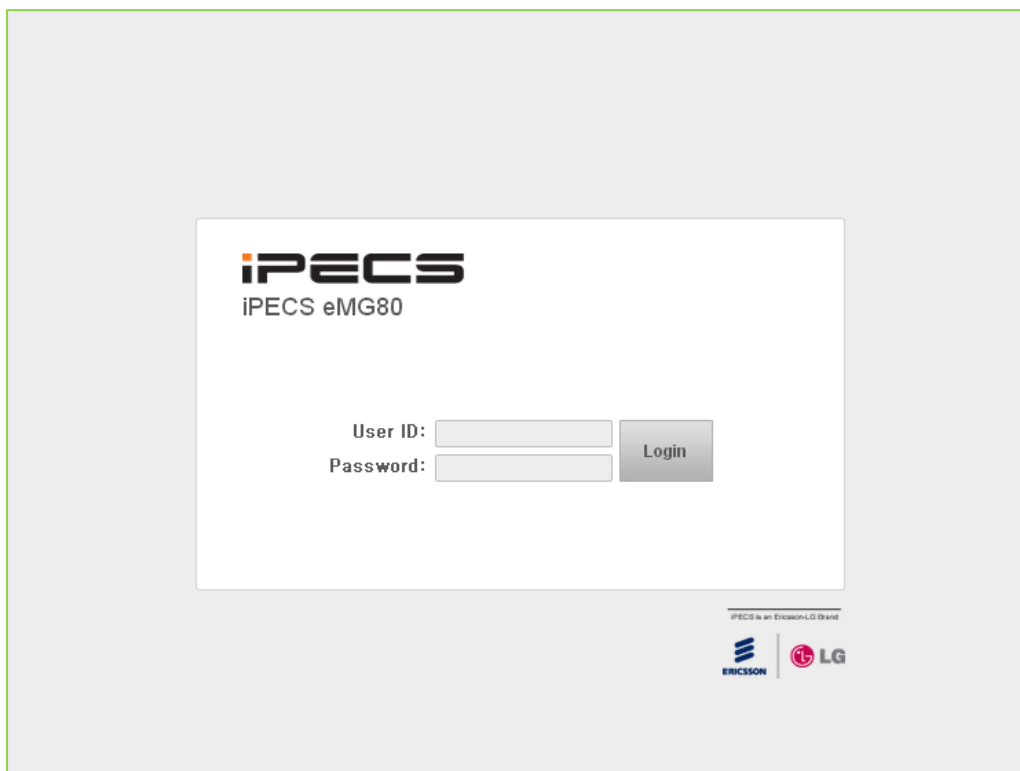 iPECS
iPECS eMG80
User ID:
Password:
Login
iPECS is an Ericsson-LG Brand
ERICSSON
LG